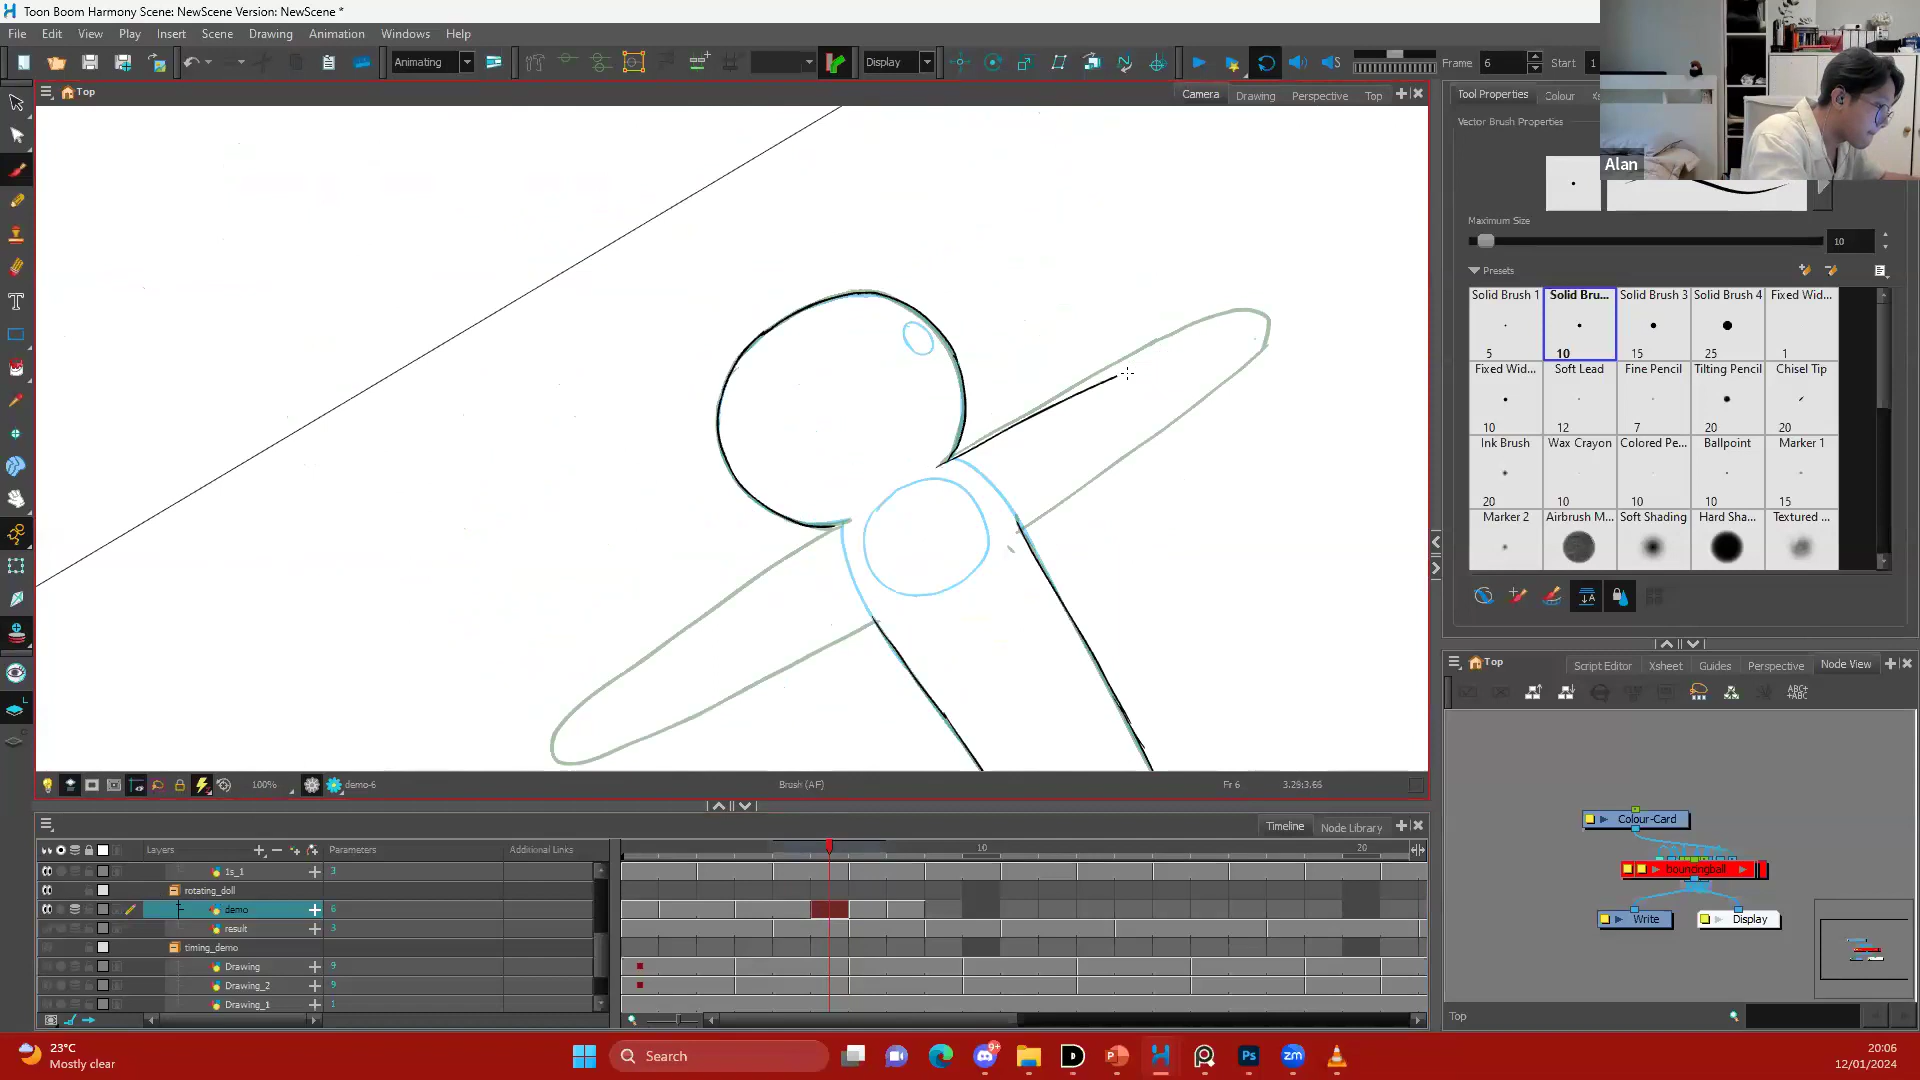 Toon Boom Harmony Scene: NewScene Version: NewScene *
File Edit View Play Insert Scene Drawing Animation Windows Help
Animating
Display
Frame 6 Start 1
Top
Camera Drawing Perspective Top
Tool Properties Colour
Vector Brush Properties
Alan
Maximum Size
10
Presets
Solid Brush 1 Solid Bru... Solid Brush 3 Solid Brush 4 Fixed Wid...
5 10 15 25 1
Fixed Wid... Soft Lead Fine Pencil Tilting Pencil Chisel Tip
10 12 7 20 20
Ink Brush Wax Crayon Colored Pe... Ballpoint Marker 1
20 10 10 10 15
Marker 2 Airbrush M... Soft Shading Hard Sha... Textured ...
Top
Script Editor Xsheet Guides Perspective Node View
ABC+
+ABC
Colour-Card
bouncingball
Write
Display
Top
100%
demo-6
Brush (AF)
Fr 6
Timeline Node Library
Layers Parameters Additional Links
10 20
1s_1 3
rotating_doll
demo 6
result 3
timing_demo
Drawing 9
Drawing_2 9
Drawing_1 1
23°C
Mostly clear
Search
9+
20:06
12/01/2024